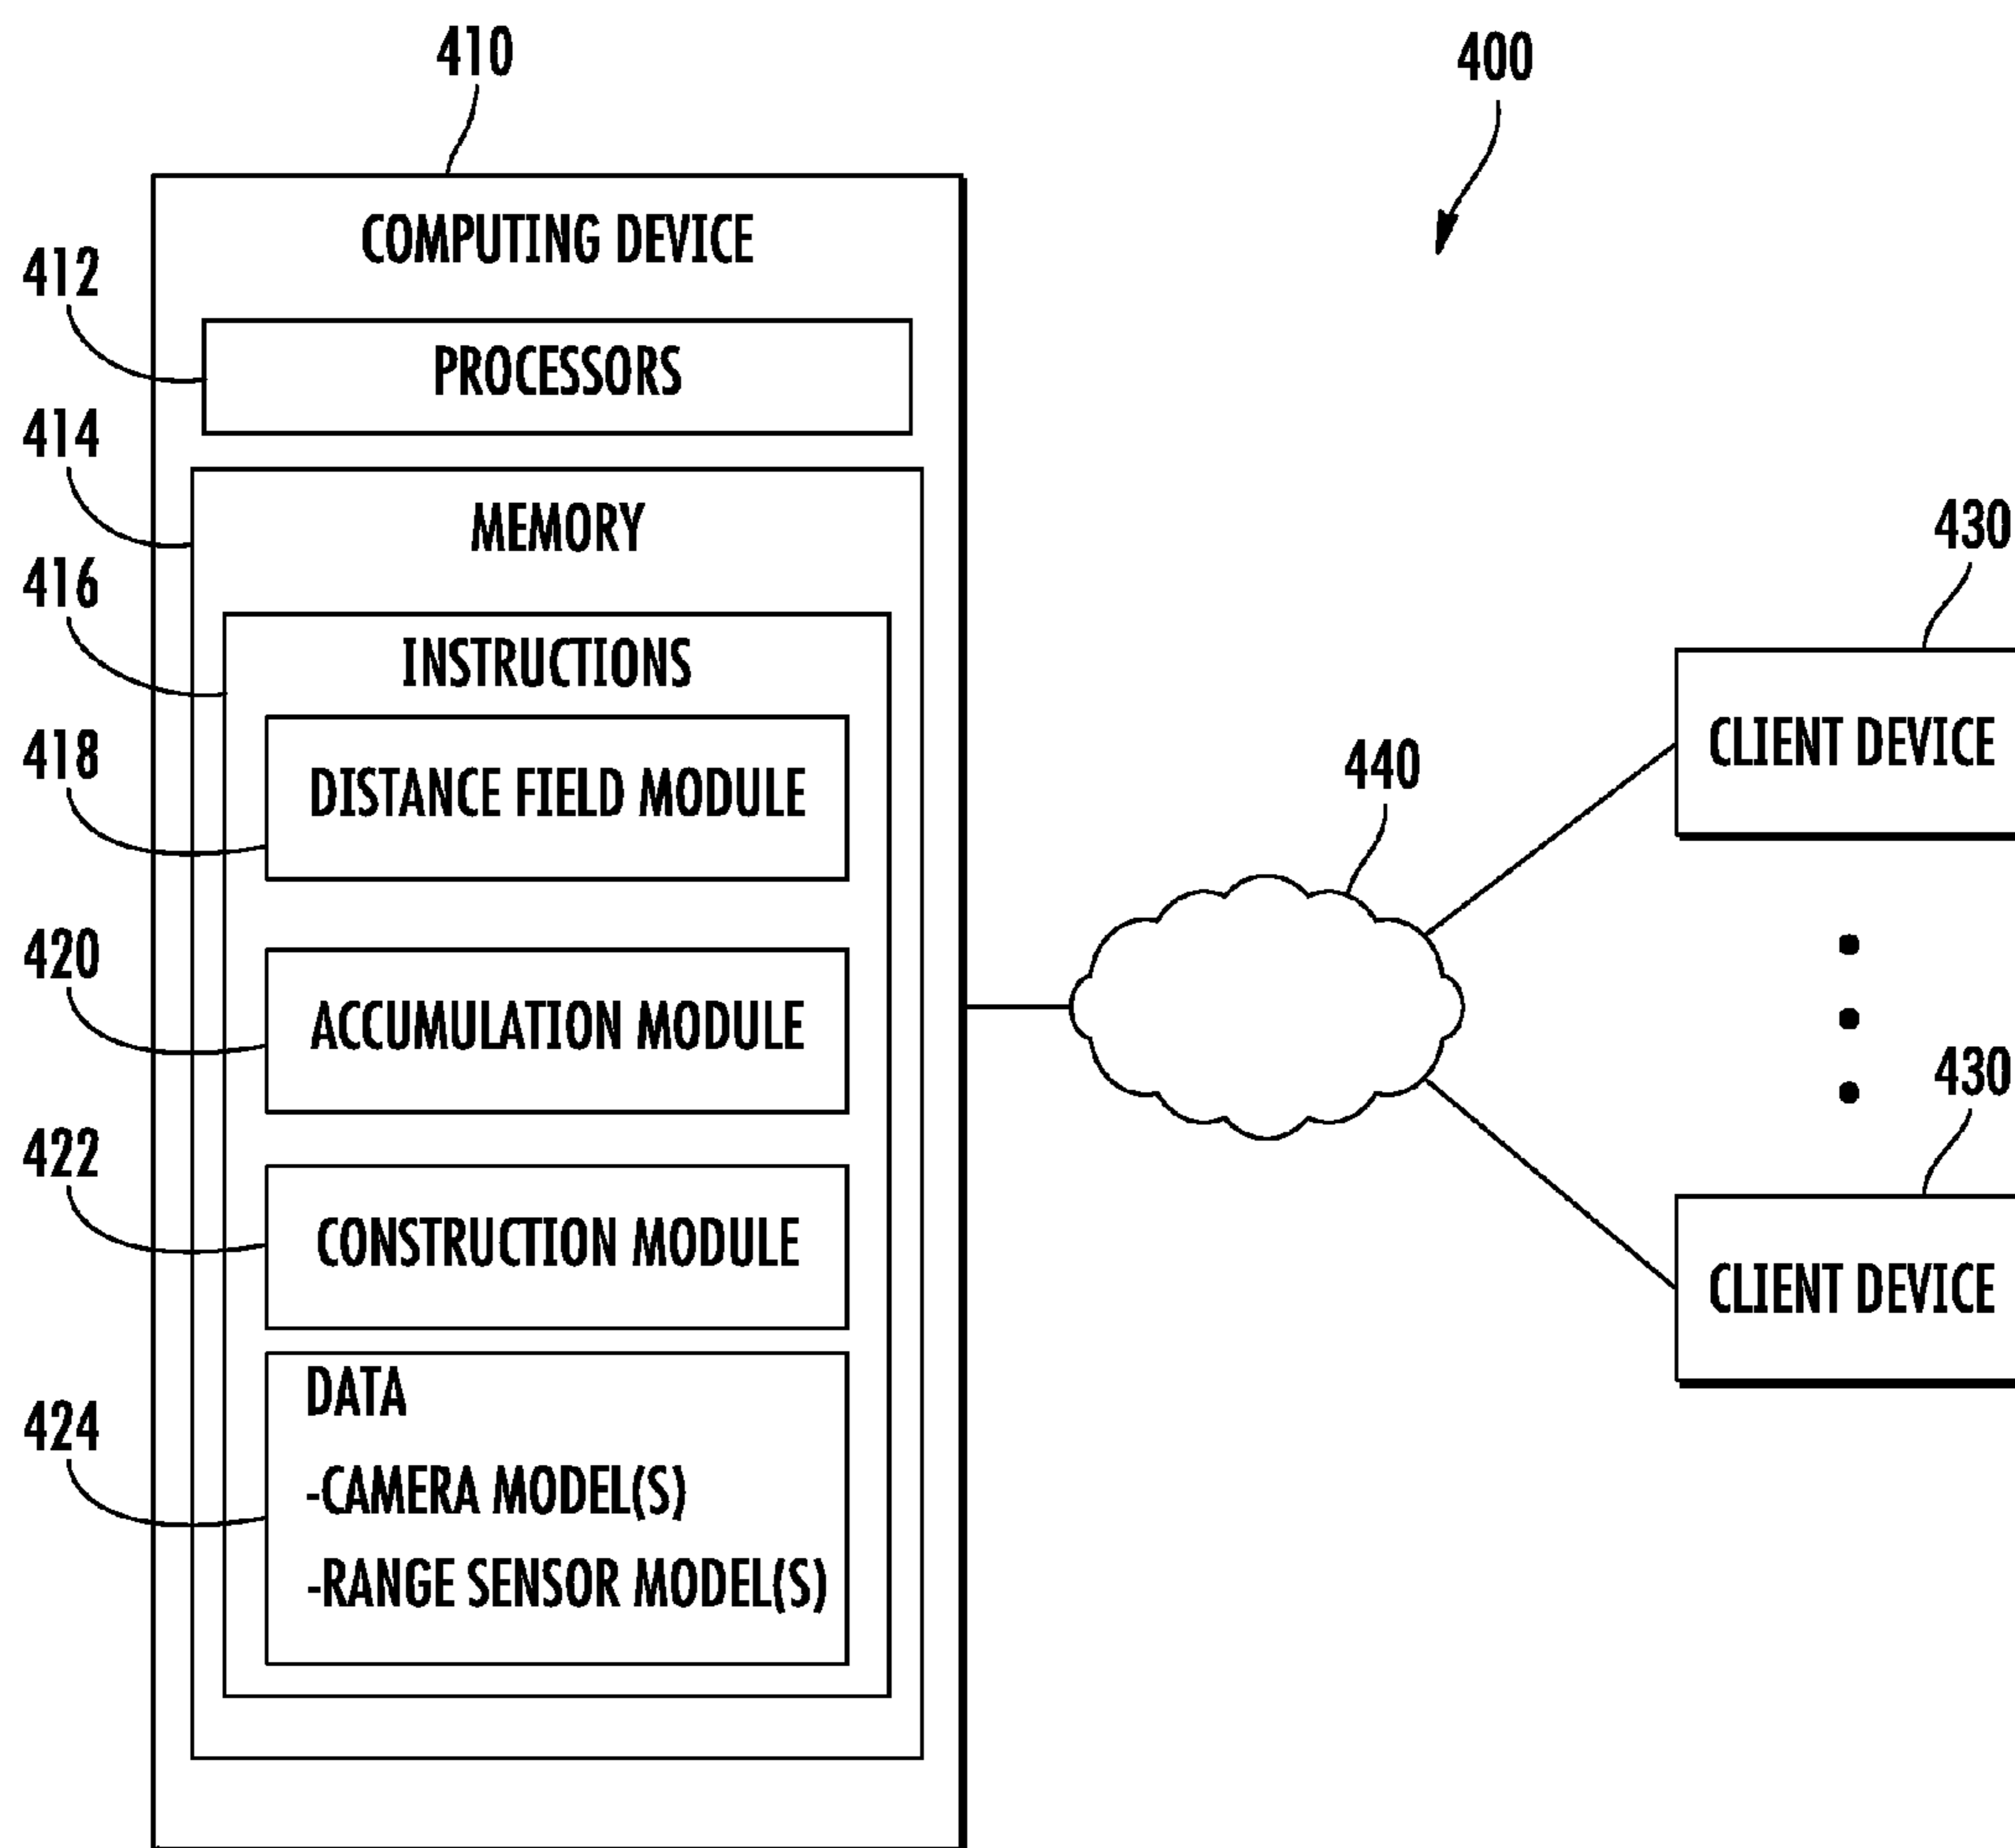 410
400
COMPUTING DEVICE
412
PROCESSORS
414
MEMORY
416
INSTRUCTIONS
418
DISTANCE FIELD MODULE
420
ACCUMULATION MODULE
422
CONSTRUCTION MODULE
424
DATA
-CAMERA MODEL(S)
-RANGE SENSOR MODEL(S)
440
430
CLIENT DEVICE
430
CLIENT DEVICE